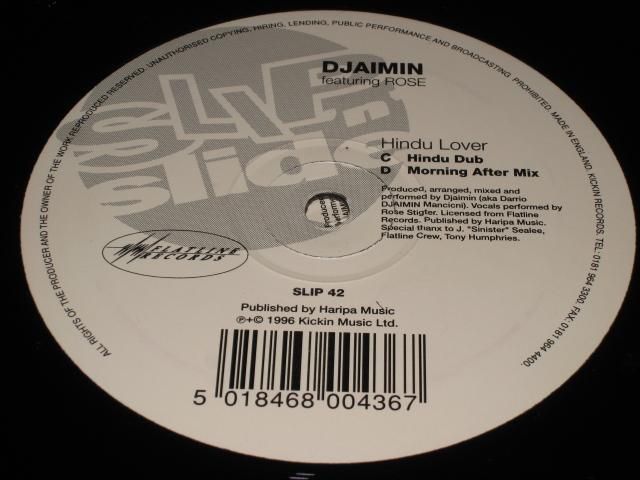 ALL RIGHTS OF THE PRODUCER AND THE OWNER OF THE WORK REPRODUCED RESERVED. UNAUTHORISED COPYING, HIRING, LENDING, PUBLIC PERFORMANCE AND BROADCASTING PROHIBITED. MADE IN ENGLAND. KICKIN RECORDS. TEL: 0181 964 3300. FAX: 0181 964 4400.
SLIP n
slide
DJAIMIN
featuring ROSE
Hindu Lover
C Hindu Dub
D Morning After Mix
Produced, arranged, mixed and
performed by Djaimin (aka Darrio
DJAIMIN Mancioni). Vocals performed by
Rose Stigler. Licensed from Flatline
Records. Published by Haripa Music.
Special thanx to J. "Sinister" Sealee,
Flatline Crew, Tony Humphries.
FLATLINE
RECORDS
SLIP 42
Published by Haripa Music
℗+© 1996 Kickin Music Ltd.
5 018468 004367